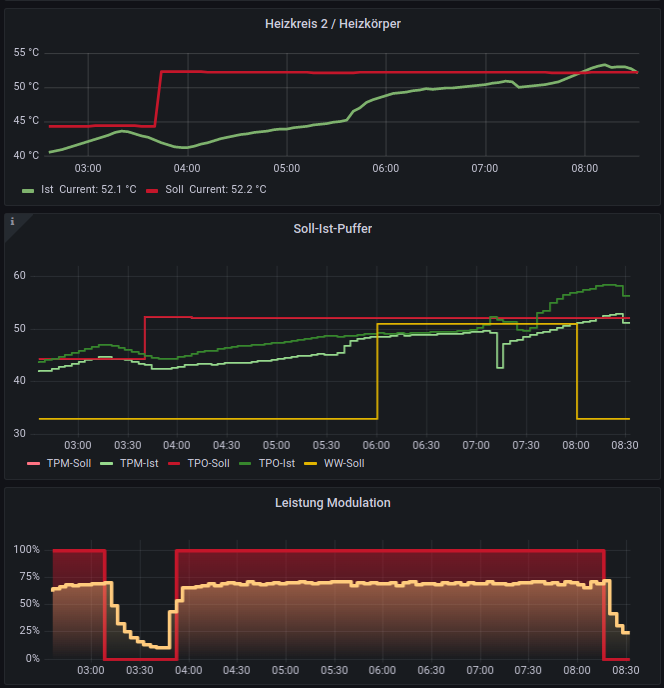 Heizkreis 2 / Heizkörper
55 °C
50 °C
45 °C
40 °C
03:00 04:00 05:00 06:00 07:00 08:00
Ist Current: 52.1 °C Soll Current: 52.2 °C
i
Soll-Ist-Puffer
60
50
40
30
03:00 03:30 04:00 04:30 05:00 05:30 06:00 06:30 07:00 07:30 08:00 08:30
TPM-Soll TPM-Ist TPO-Soll TPO-Ist WW-Soll
Leistung Modulation
100%
75%
50%
25%
0%
03:00 03:30 04:00 04:30 05:00 05:30 06:00 06:30 07:00 07:30 08:00 08:30